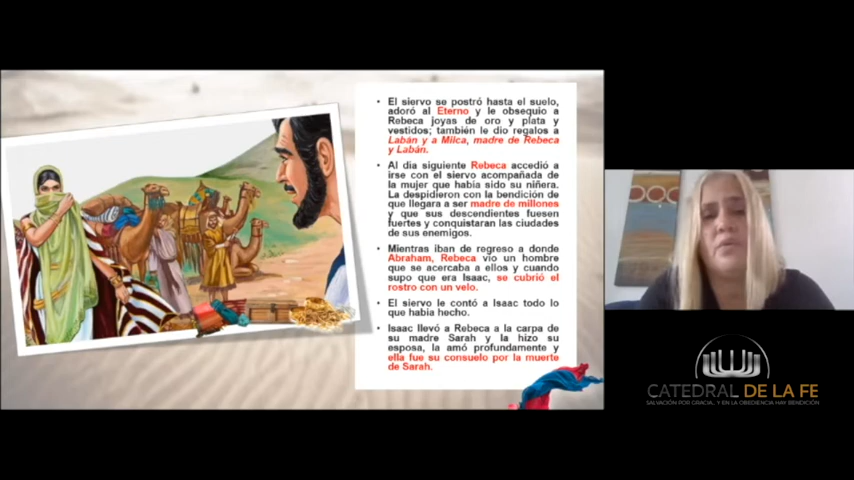 • El siervo se postró hasta el suelo,
adoró al Eterno y le obsequio a
Rebeca joyas de oro y plata y
vestidos; también le dio regalos a
Labán y a Milca, madre de Rebeca
y Labán.
• Al día siguiente Rebeca accedió a
irse con el siervo acompañada de
la mujer que había sido su niñera.
La despidieron con la bendición de
que llegara a ser madre de millones
y que sus descendientes fuesen
fuertes y conquistaran las ciudades
de sus enemigos.
• Mientras iban de regreso a donde
Abraham, Rebeca vio un hombre
que se acercaba a ellos y cuando
supo que era Isaac, se cubrió el
rostro con un velo.
• El siervo le contó a Isaac todo lo
que había hecho.
• Isaac llevó a Rebeca a la carpa de
su madre Sarah y la hizo su
esposa, la amó profundamente y
ella fue su consuelo por la muerte
de Sarah.
CATEDRAL DE LA FE
SALVACIÓN POR GRACIA, Y EN LA OBEDIENCIA HAY BENDICIÓN